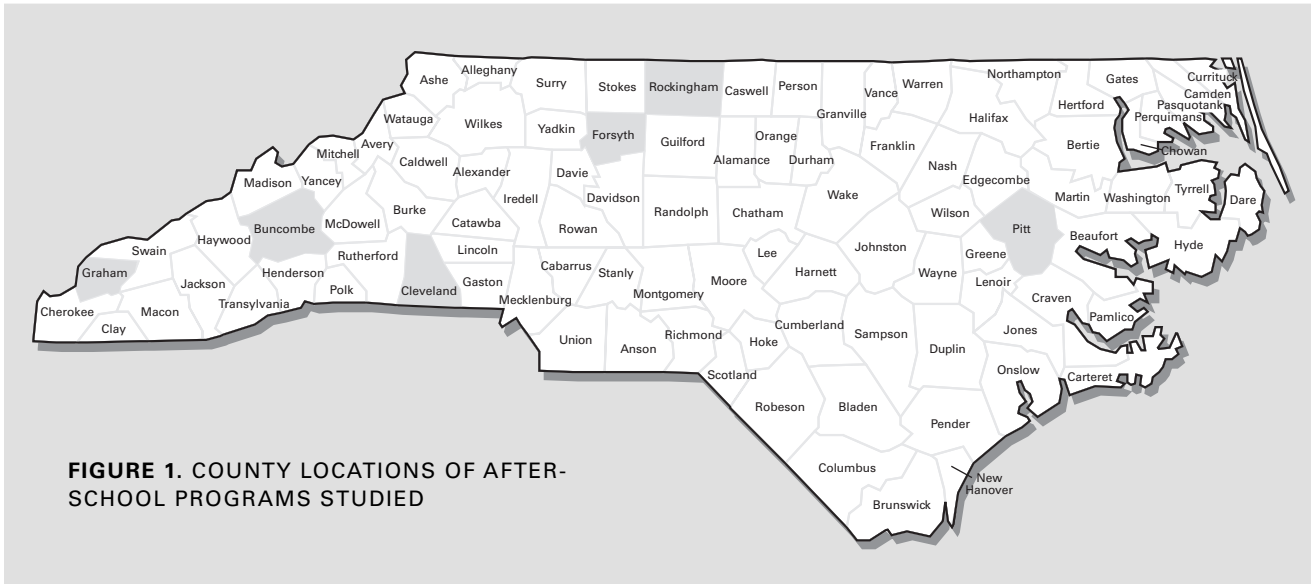 Alleghany
Ashe
Surry
Stokes
Rockingham
Caswell
Person
Vance
Warren
Northampton
Gates
Currituck
Camden
Pasquotank
Perquimans
Hertford
Granville
Halifax
Watauga
Wilkes
Yadkin
Forsyth
Guilford
Orange
Alamance
Durham
Franklin
Bertie
Chowan
Mitchell
Avery
Caldwell
Alexander
Davie
Iredell
Davidson
Nash
Edgecombe
Madison
Yancey
Wake
Martin
Washington
Tyrrell
Dare
Burke
McDowell
Catawba
Rowan
Randolph
Chatham
Wilson
Pitt
Beaufort
Hyde
Buncombe
Haywood
Swain
Rutherford
Lincoln
Lee
Johnston
Greene
Graham
Henderson
Cabarrus
Stanly
Moore
Harnett
Wayne
Lenoir
Jackson
Polk
Cleveland
Gaston
Mecklenburg
Montgomery
Craven
Cherokee
Macon
Clay
Transylvania
Pamlico
Union
Anson
Richmond
Hoke
Cumberland
Sampson
Duplin
Jones
Scotland
Onslow
Carteret
Robeson
Bladen
Pender
Columbus
New
Hanover
Brunswick
FIGURE 1. COUNTY LOCATIONS OF AFTER-
SCHOOL PROGRAMS STUDIED